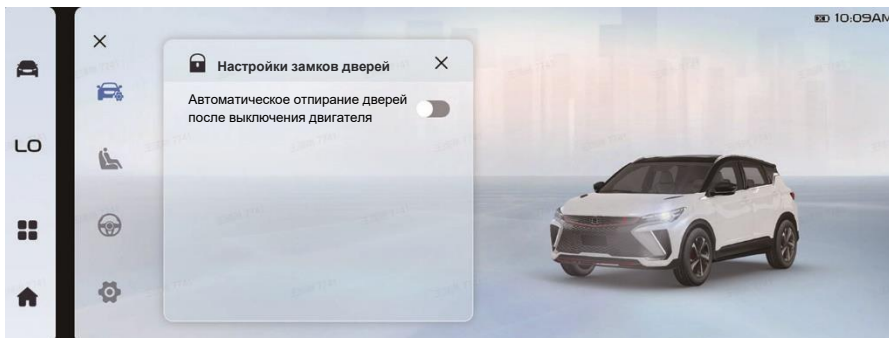 10:09AM
Настройки замков дверей
Автоматическое отпирание дверей
после выключения двигателя
LO